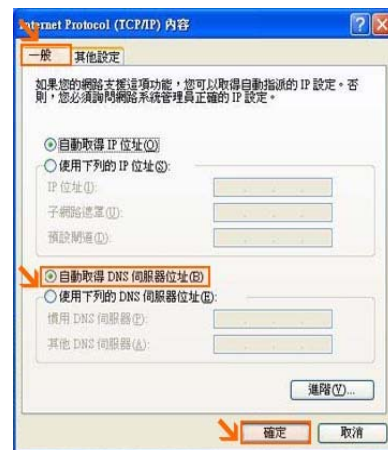 Internet Protocol (TCP/IP) 內容
一般 其他設定
如果您的網路支援這項功能，您可以取得自動指派的 IP 設定。否
則，您必須詢問網路系統管理員正確的 IP 設定。
自動取得 IP 位址(O)
使用下列的 IP 位址(S):
IP 位址(I):
子網路遮罩(U):
預設閘道(D):
自動取得 DNS 伺服器位址(B)
使用下列的 DNS 伺服器位址(E):
慣用 DNS 伺服器(P):
其他 DNS 伺服器(A):
進階(V)...
確定 取消